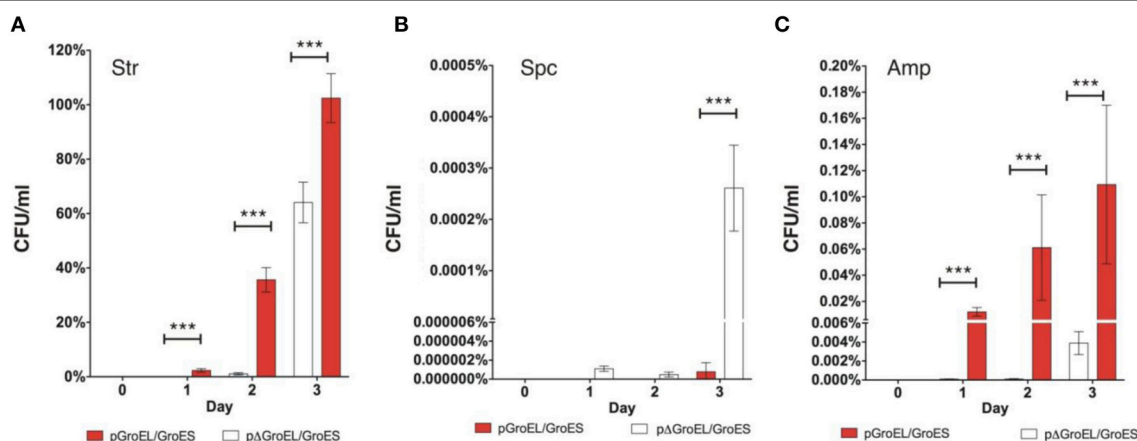 A
Str
120%
100%
80%
60%
40%
20%
0%
CFU/ml
***
***
***
0 1 2 3
Day
pGroEL/GroES pΔGroEL/GroES
B
Spc
0.0005%
0.0004%
0.0003%
0.0002%
0.0001%
0.000006%
0.000004%
0.000002%
0.000000%
CFU/ml
***
0 1 2 3
Day
pGroEL/GroES pΔGroEL/GroES
C
Amp
0.20%
0.18%
0.16%
0.14%
0.12%
0.10%
0.08%
0.06%
0.04%
0.02%
0.006%
0.004%
0.002%
0.000%
CFU/ml
***
***
***
0 1 2 3
Day
pGroEL/GroES pΔGroEL/GroES